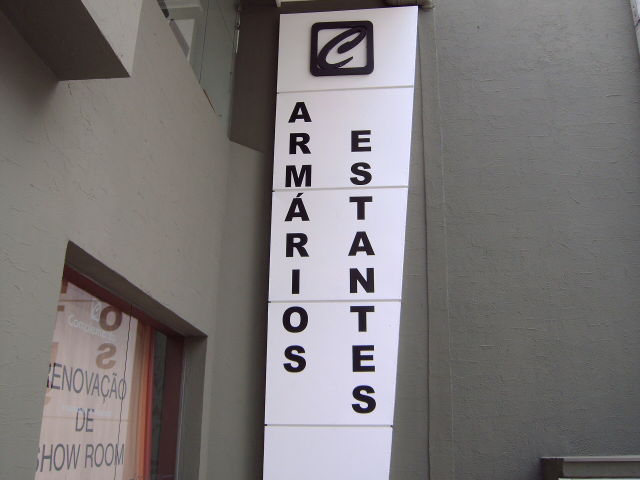 C
ARMÁRIOS
ESTANTES
RENOVAÇÃO
DE
SHOW ROOM